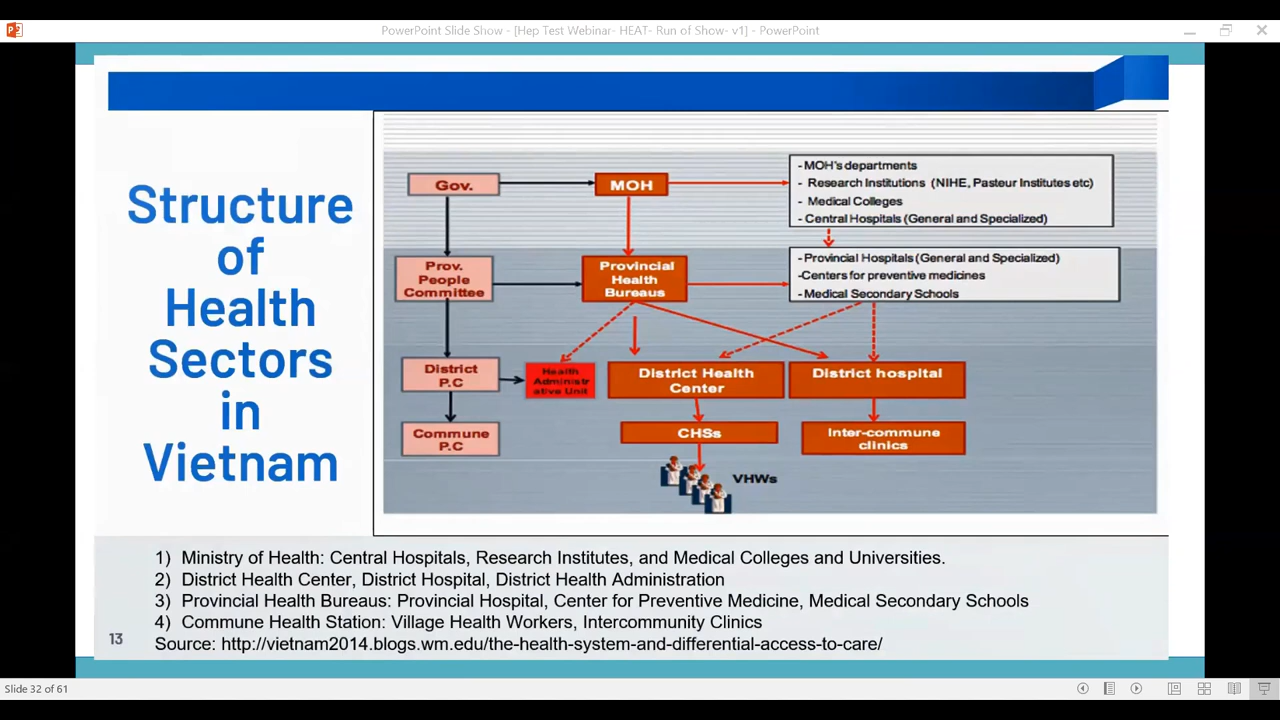 PowerPoint Slide Show - [Hep Test Webinar- HEAT- Run of Show- v1] - PowerPoint
Structure
of
Health
Sectors
in
Vietnam
Gov.
MOH
- MOH's departments
- Research Institutions (NIHE, Pasteur Institutes etc)
- Medical Colleges
- Central Hospitals (General and Specialized)
Prov.
People
Committee
Provincial
Health
Bureaus
- Provincial Hospitals (General and Specialized)
-Centers for preventive medicines
- Medical Secondary Schools
District
P.C
Health
Administr
ative Unit
District Health
Center
District hospital
Commune
P.C
CHSs
Inter-commune
clinics
VHWs
1) Ministry of Health: Central Hospitals, Research Institutes, and Medical Colleges and Universities.
2) District Health Center, District Hospital, District Health Administration
3) Provincial Health Bureaus: Provincial Hospital, Center for Preventive Medicine, Medical Secondary Schools
4) Commune Health Station: Village Health Workers, Intercommunity Clinics
Source: http://vietnam2014.blogs.wm.edu/the-health-system-and-differential-access-to-care/
13
Slide 32 of 61